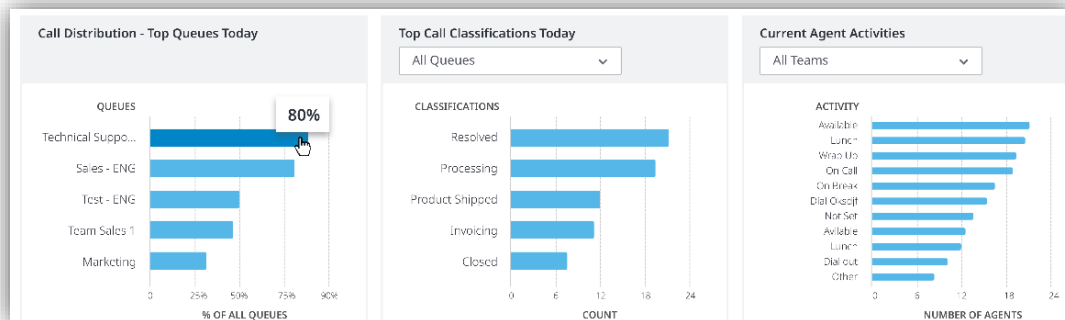 Call Distribution - Top Queues Today
QUEUES
80%
Technical Suppo...
Sales - ENG
Test - ENG
Team Sales 1
Marketing
0 25% 50% 75% 90%
% OF ALL QUEUES
Top Call Classifications Today
All Queues
CLASSIFICATIONS
Resolved
Processing
Product Shipped
Invoicing
Closed
0 6 12 18 24
COUNT
Current Agent Activities
All Teams
ACTIVITY
Available
Lunch
Wrap Up
On Call
On Break
Dial Oksdjf
Not Set
Avilable
Lunch
Dial out
Other
0 6 12 18 24
NUMBER OF AGENTS